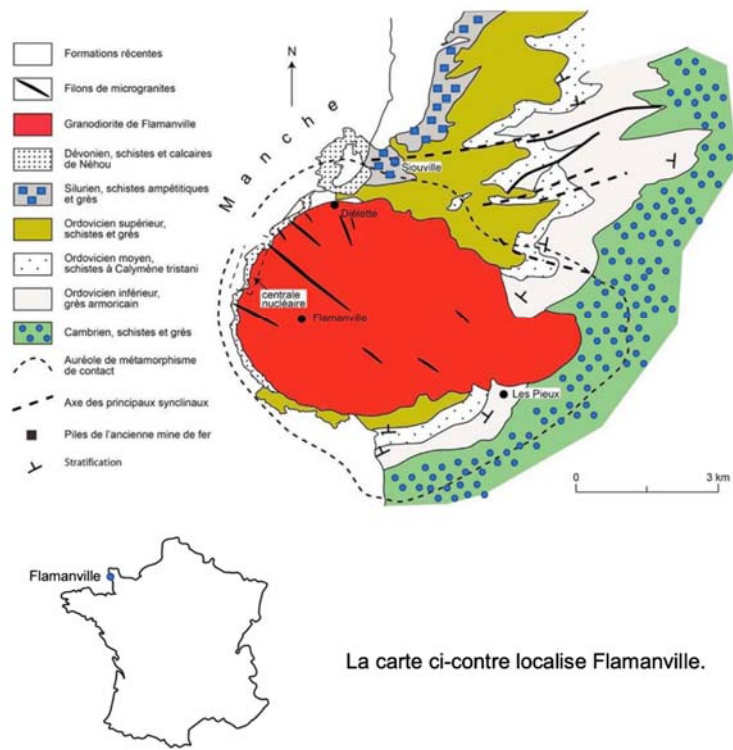 Formations récentes
Filons de microgranites
Granodiorite de Flamanville
Dévonien, schistes et calcaires
de Néhou
Silurien, schistes ampétitiques
et grès
Ordovicien supérieur,
schistes et grés
Ordovicien moyen,
schistes à Calymène tristani
Ordovicien inférieur,
grès armoricain
Cambrien, schistes et grès
Auréole de métamorphisme
de contact
Axe des principaux synclinaux
Piles de l'ancienne mine de fer
Stratification
N
Manche
Siouville
Diélette
centrale
nucléaire
Flamanville
Les Pieux
0 3 km
Flamanville
La carte ci-contre localise Flamanville.